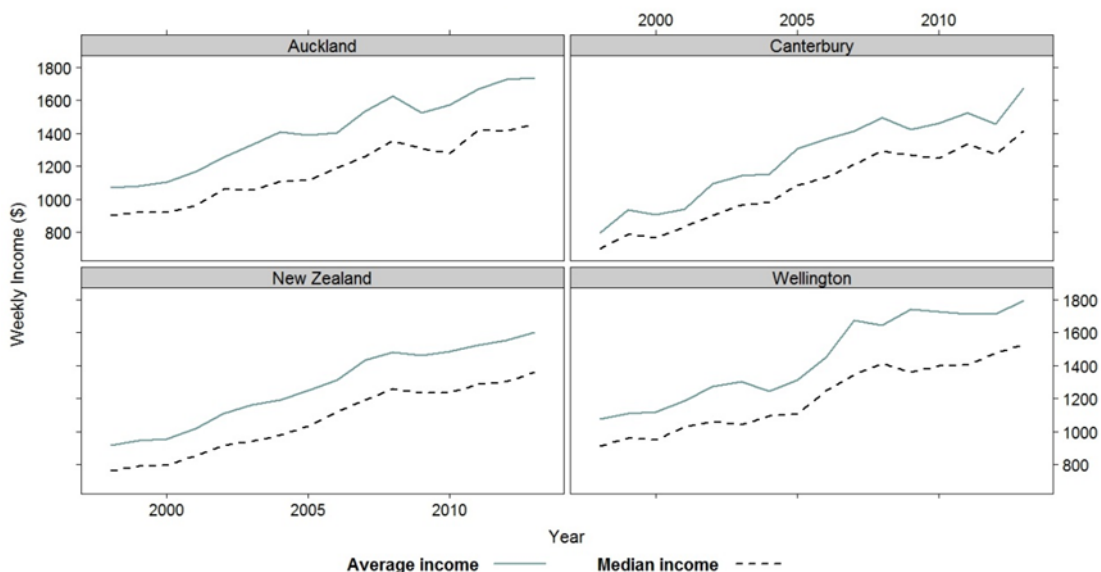 2000 2005 2010
Auckland Canterbury
1800
1600
1400
1200
1000
800
Weekly Income ($)
New Zealand Wellington
1800
1600
1400
1200
1000
800
2000 2005 2010
Year
Average income Median income